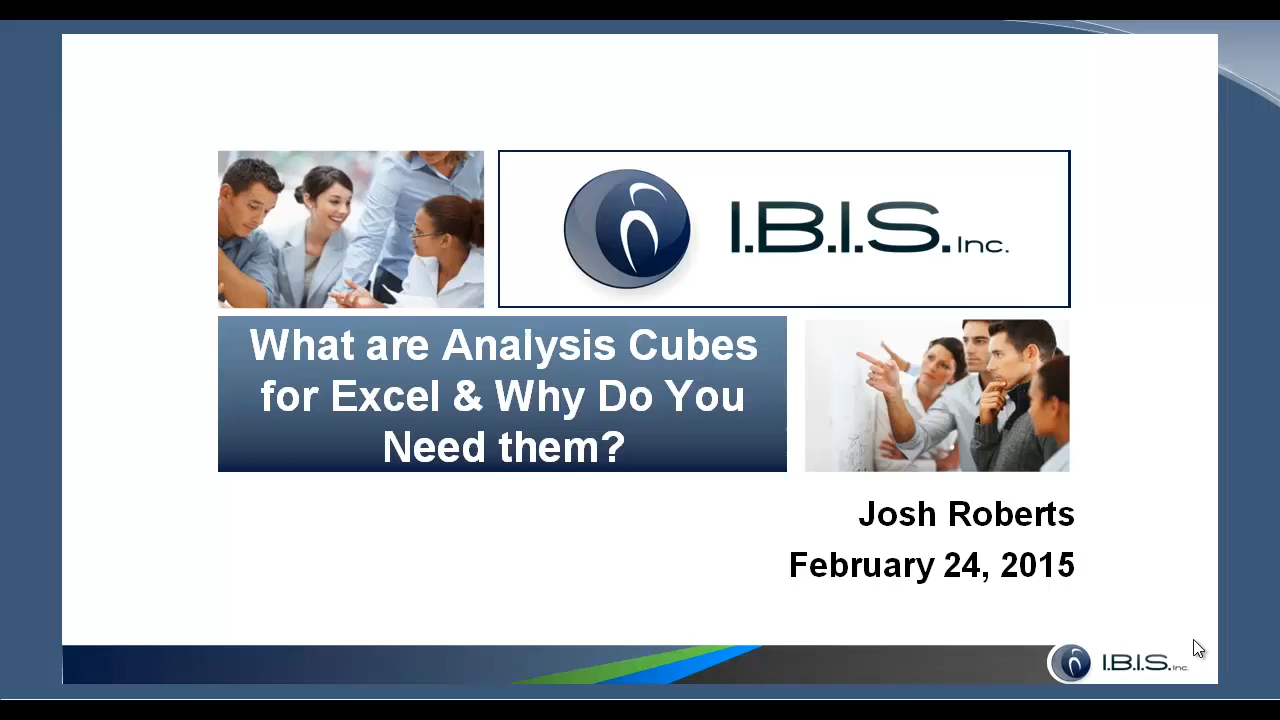 I.B.I.S. Inc.
What are Analysis Cubes
for Excel & Why Do You
Need them?
Josh Roberts
February 24, 2015
I.B.I.S. Inc.